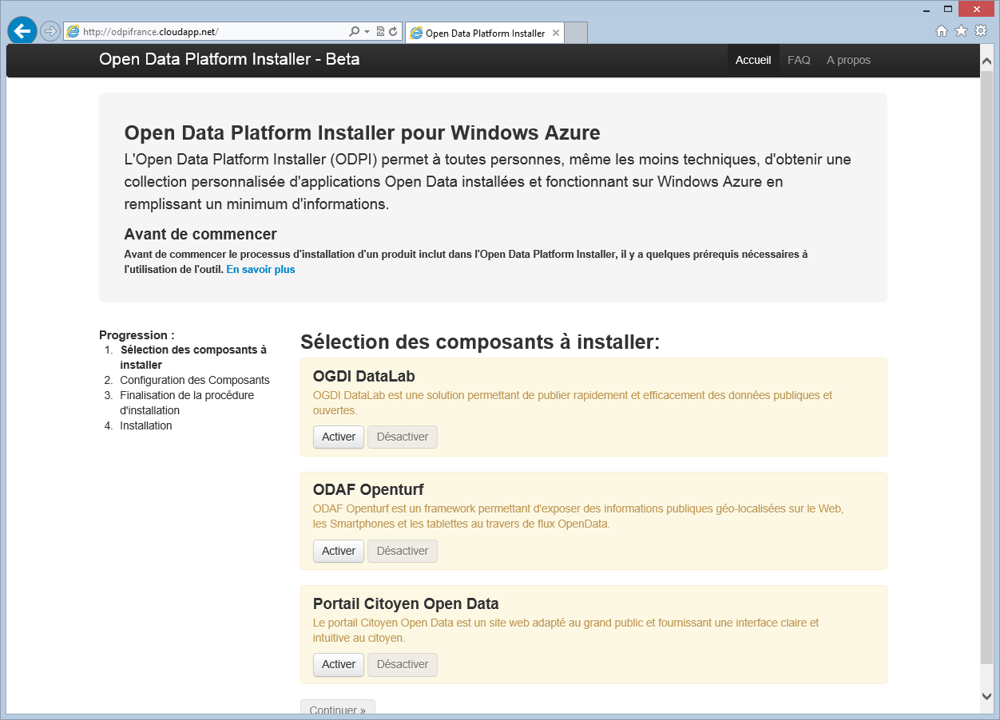 http://odpifrance.cloudapp.net/
Open Data Platform Installer
Open Data Platform Installer - Beta
Accueil
FAQ
A propos
Open Data Platform Installer pour Windows Azure
L'Open Data Platform Installer (ODPI) permet à toutes personnes, même les moins techniques, d'obtenir une
collection personnalisée d'applications Open Data installées et fonctionnant sur Windows Azure en
remplissant un minimum d'informations.
Avant de commencer
Avant de commencer le processus d'installation d'un produit inclut dans l'Open Data Platform Installer, il y a quelques prérequis nécessaires à
l'utilisation de l'outil. En savoir plus
Progression :
1. Sélection des composants à
installer
2. Configuration des Composants
3. Finalisation de la procédure
d'installation
4. Installation
Sélection des composants à installer:
OGDI DataLab
OGDI DataLab est une solution permettant de publier rapidement et efficacement des données publiques et
ouvertes.
Activer
Désactiver
ODAF Openturf
ODAF Openturf est un framework permettant d'exposer des informations publiques géo-localisées sur le Web,
les Smartphones et les tablettes au travers de flux OpenData.
Activer
Désactiver
Portail Citoyen Open Data
Le portail Citoyen Open Data est un site web adapté au grand public et fournissant une interface claire et
intuitive au citoyen.
Activer
Désactiver
Continuer »